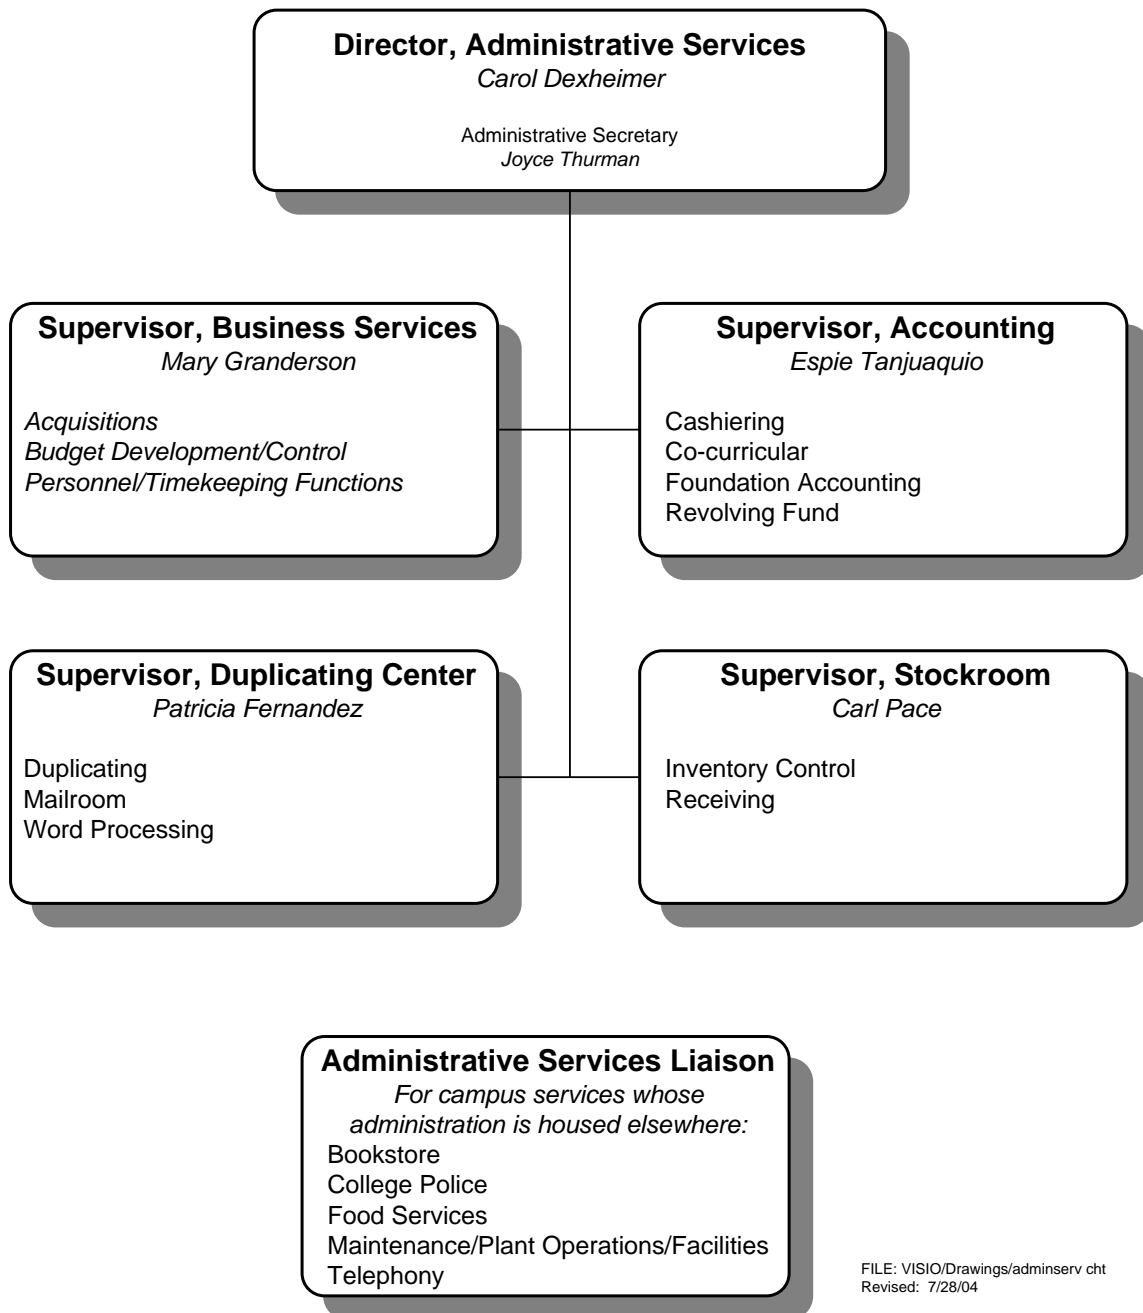 Director, Administrative Services
Carol Dexheimer
Administrative Secretary
Joyce Thurman
Supervisor, Business Services
Mary Granderson
Acquisitions
Budget Development/Control
Personnel/Timekeeping Functions
Supervisor, Accounting
Espie Tanjuaquio
Cashiering
Co-curricular
Foundation Accounting
Revolving Fund
Supervisor, Duplicating Center
Patricia Fernandez
Duplicating
Mailroom
Word Processing
Supervisor, Stockroom
Carl Pace
Inventory Control
Receiving
Administrative Services Liaison
For campus services whose
administration is housed elsewhere:
Bookstore
College Police
Food Services
Maintenance/Plant Operations/Facilities
Telephony
FILE: VISIO/Drawings/adminserv cht
Revised: 7/28/04